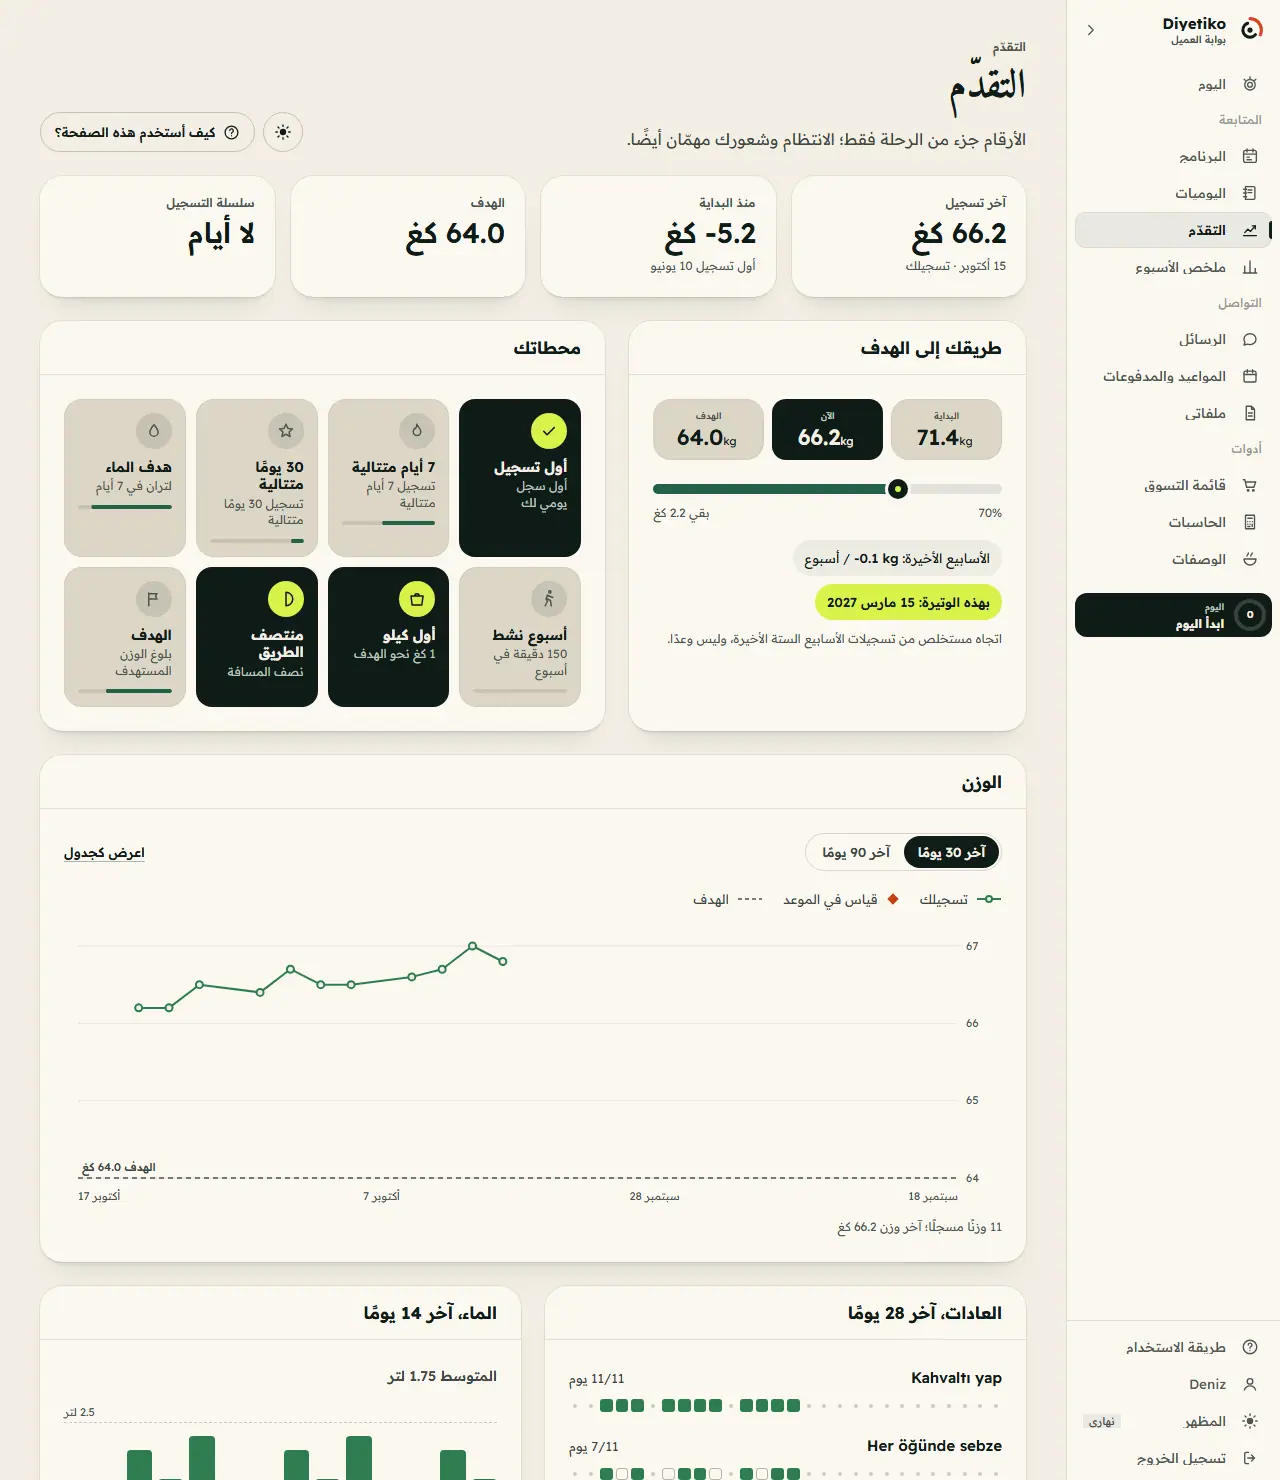 Diyetiko
بوابة العميل
اليوم
المتابعة
البرنامج
اليوميات
التقدّم
ملخص الأسبوع
التواصل
الرسائل
المواعيد والمدفوعات
ملفاتي
أدوات
قائمة التسوق
الحاسبات
الوصفات
0
اليوم
ابدأ اليوم
طريقة الاستخدام
Deniz
المظهر
نهاري
تسجيل الخروج
التقدّم
التقدّم
الأرقام جزء من الرحلة فقط؛ الانتظام وشعورك مهمّان أيضًا.
كيف أستخدم هذه الصفحة؟
آخر تسجيل
66.2 كغ
15 أكتوبر · تسجيلك
منذ البداية
-5.2 كغ
أول تسجيل 10 يونيو
الهدف
64.0 كغ
سلسلة التسجيل
لا أيام
طريقك إلى الهدف
البداية
71.4kg
الآن
66.2kg
الهدف
64.0kg
70%
بقي 2.2 كغ
الأسابيع الأخيرة: -0.1 kg / أسبوع
بهذه الوتيرة: 15 مارس 2027
اتجاه مستخلص من تسجيلات الأسابيع الستة الأخيرة، وليس وعدًا.
محطاتك
أول تسجيل
أول سجل
يومي لك
7 أيام متتالية
تسجيل 7 أيام
متتالية
30 يومًا
متتالية
تسجيل 30 يومًا
متتالية
هدف الماء
لتران في 7 أيام
أسبوع نشط
150 دقيقة في
أسبوع
أول كيلو
1 كغ نحو الهدف
منتصف
الطريق
نصف المسافة
الهدف
بلوغ الوزن
المستهدف
الوزن
آخر 30 يومًا
آخر 90 يومًا
اعرض كجدول
تسجيلك
قياس في الموعد
الهدف
67
66
65
64
الهدف 64.0 كغ
18 سبتمبر
28 سبتمبر
7 أكتوبر
17 أكتوبر
11 وزنًا مسجلًا؛ آخر وزن 66.2 كغ
العادات، آخر 28 يومًا
Kahvaltı yap
11/11 يوم
Her öğünde sebze
7/11 يوم
الماء، آخر 14 يومًا
المتوسط 1.75 لتر
2.5 لتر